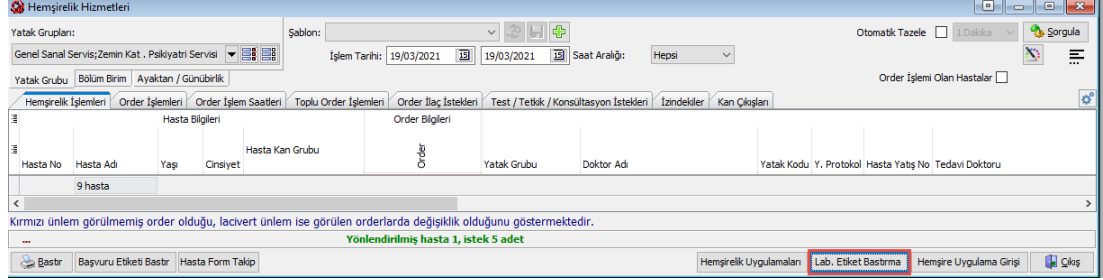 Hemşirelik Hizmetleri
Yatak Grupları: Şablon: Otomatik Tazele 1 Dakika Sorgula
Genel Sanal Servis;Zemin Kat . Psikiyatri Servisi İşlem Tarihi: 19/03/2021 15 19/03/2021 15 Saat Aralığı: Hepsi
Yatak Grubu Bölüm Birim Ayaktan / Günübirlik Order İşlemi Olan Hastalar
Hemşirelik İşlemleri Order İşlemleri Order İşlem Saatleri Toplu Order İşlemleri Order İlaç İstekleri Test / Tetkik / Konsültasyon İstekleri İzindekiler Kan Çıkışları
Hasta Bilgileri Order Bilgileri
Hasta No Hasta Adı Yaşı Cinsiyet Hasta Kan Grubu Order Yatak Grubu Doktor Adı Yatak Kodu Y. Protokol Hasta Yatış No Tedavi Doktoru
9 hasta
Kırmızı ünlem görülmemiş order olduğu, lacivert ünlem ise görülen orderlarda değişiklik olduğunu göstermektedir.
... Yönlendirilmiş hasta 1, istek 5 adet
Bastır Başvuru Etiketi Bastır Hasta Form Takip Hemşirelik Uygulamaları Lab. Etiket Bastırma Hemşire Uygulama Girişi Çıkış